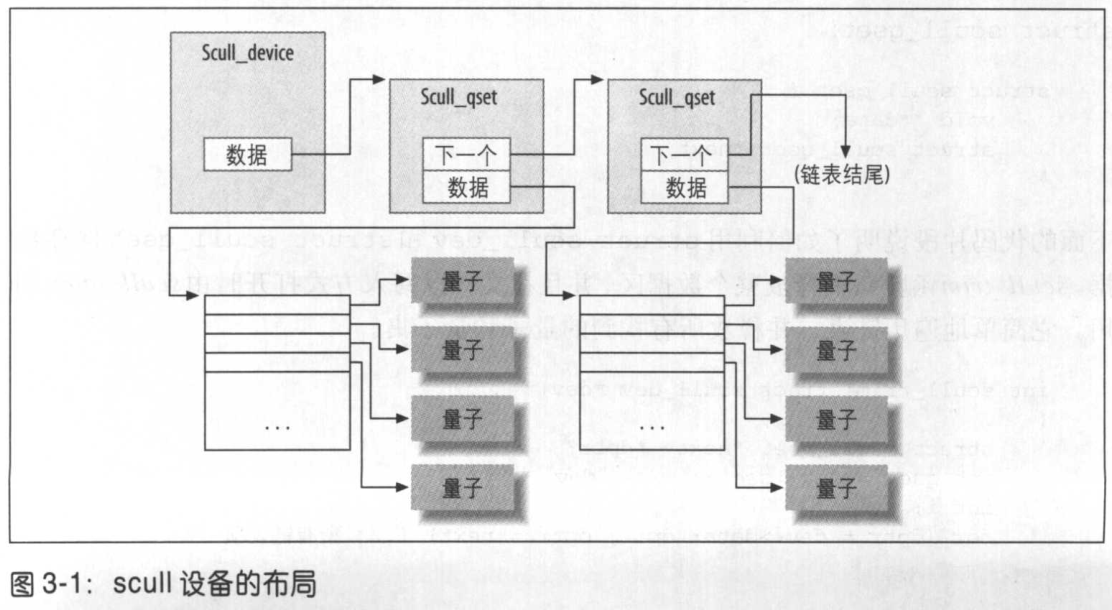 Scull_device
数据
Scull_qset
下一个
数据
Scull_qset
下一个
数据
(链表结尾)
量子
量子
量子
量子
...
量子
量子
量子
量子
...
图 3-1：scull 设备的布局